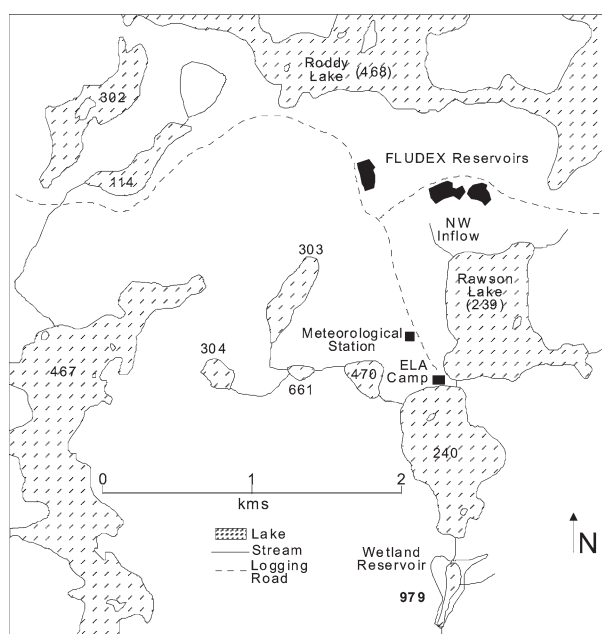 Roddy
Lake (468)
302
FLUDEX Reservoirs
114
NW
Inflow
303
Rawson
Lake
(239)
Meteorological
Station
304
ELA
Camp
467
470
661
240
0 1 2
kms
Lake
Stream
Logging
Road
Wetland
Reservoir
N
979